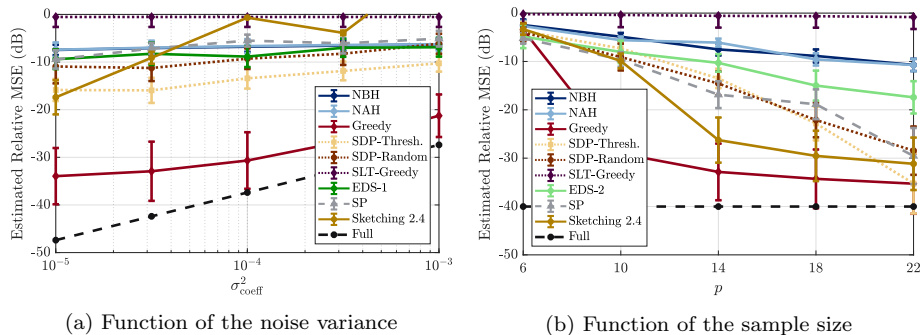 Estimated Relative MSE (dB)
0
-10
-20
-30
-40
-50
10⁻⁵
10⁻⁴
10⁻³
σ²coeff
NBH
NAH
Greedy
SDP-Thresh.
SDP-Random
SLT-Greedy
EDS-1
SP
Sketching 2.4
Full
(a) Function of the noise variance
Estimated Relative MSE (dB)
0
-10
-20
-30
-40
-50
6
10
14
18
22
p
NBH
NAH
Greedy
SDP-Thresh.
SDP-Random
SLT-Greedy
EDS-2
SP
Sketching 2.4
Full
(b) Function of the sample size